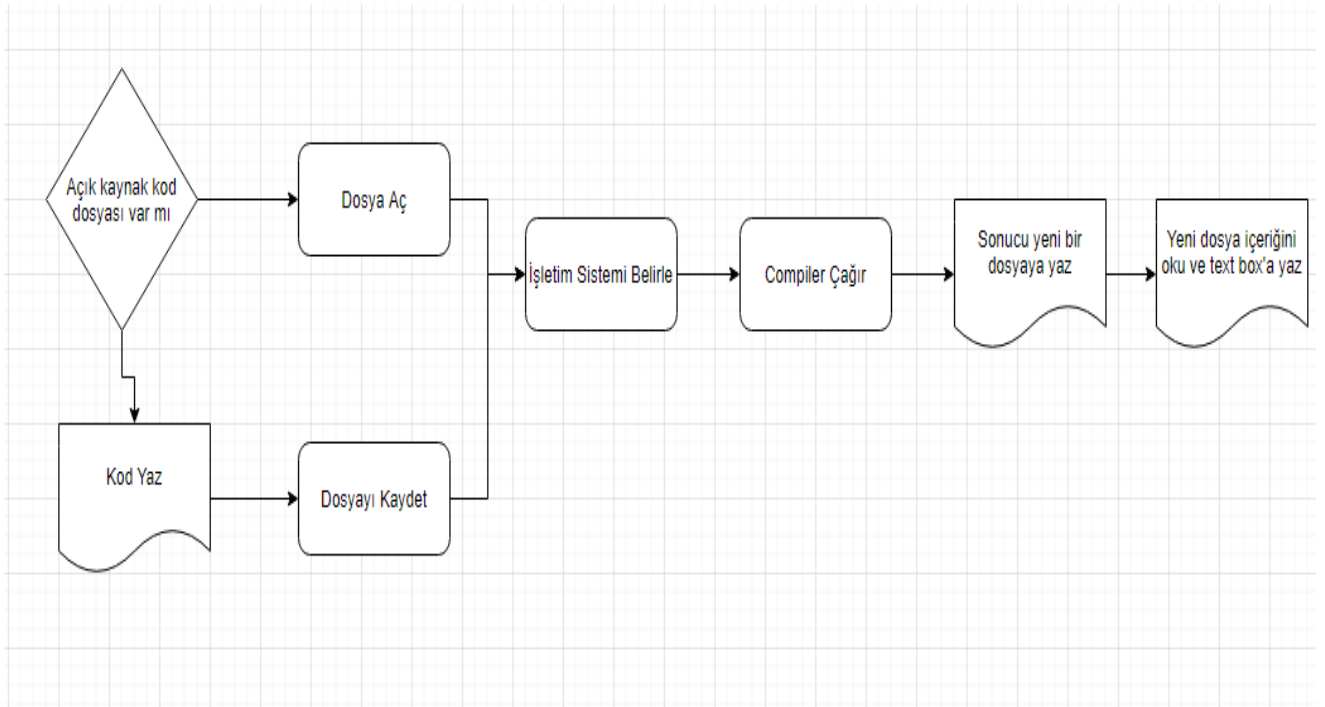 Açık kaynak kod
dosyası var mı
Dosya Aç
İşletim Sistemi Belirle
Compiler Çağır
Sonucu yeni bir
dosyaya yaz
Yeni dosya içeriğini
oku ve text box'a yaz
Kod Yaz
Dosyayı Kaydet